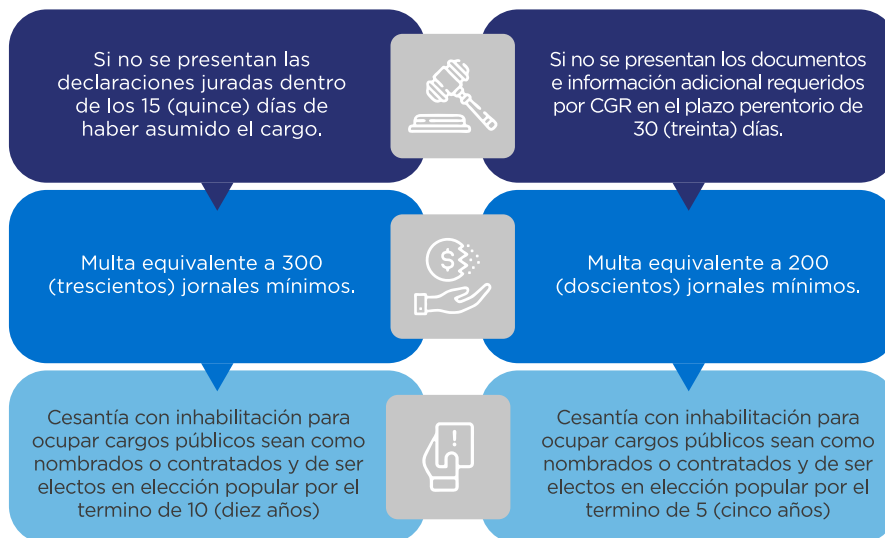 Si no se presentan las
declaraciones juradas dentro
de los 15 (quince) días de
haber asumido el cargo.
Si no se presentan los documentos
e información adicional requeridos
por CGR en el plazo perentorio de
30 (treinta) días.
Multa equivalente a 300
(trescientos) jornales mínimos.
$
Multa equivalente a 200
(doscientos) jornales mínimos.
Cesantía con inhabilitación para
ocupar cargos públicos sean como
nombrados o contratados y de ser
electos en elección popular por el
termino de 10 (diez años)
!
Cesantía con inhabilitación para
ocupar cargos públicos sean como
nombrados o contratados y de ser
electos en elección popular por el
termino de 5 (cinco años)